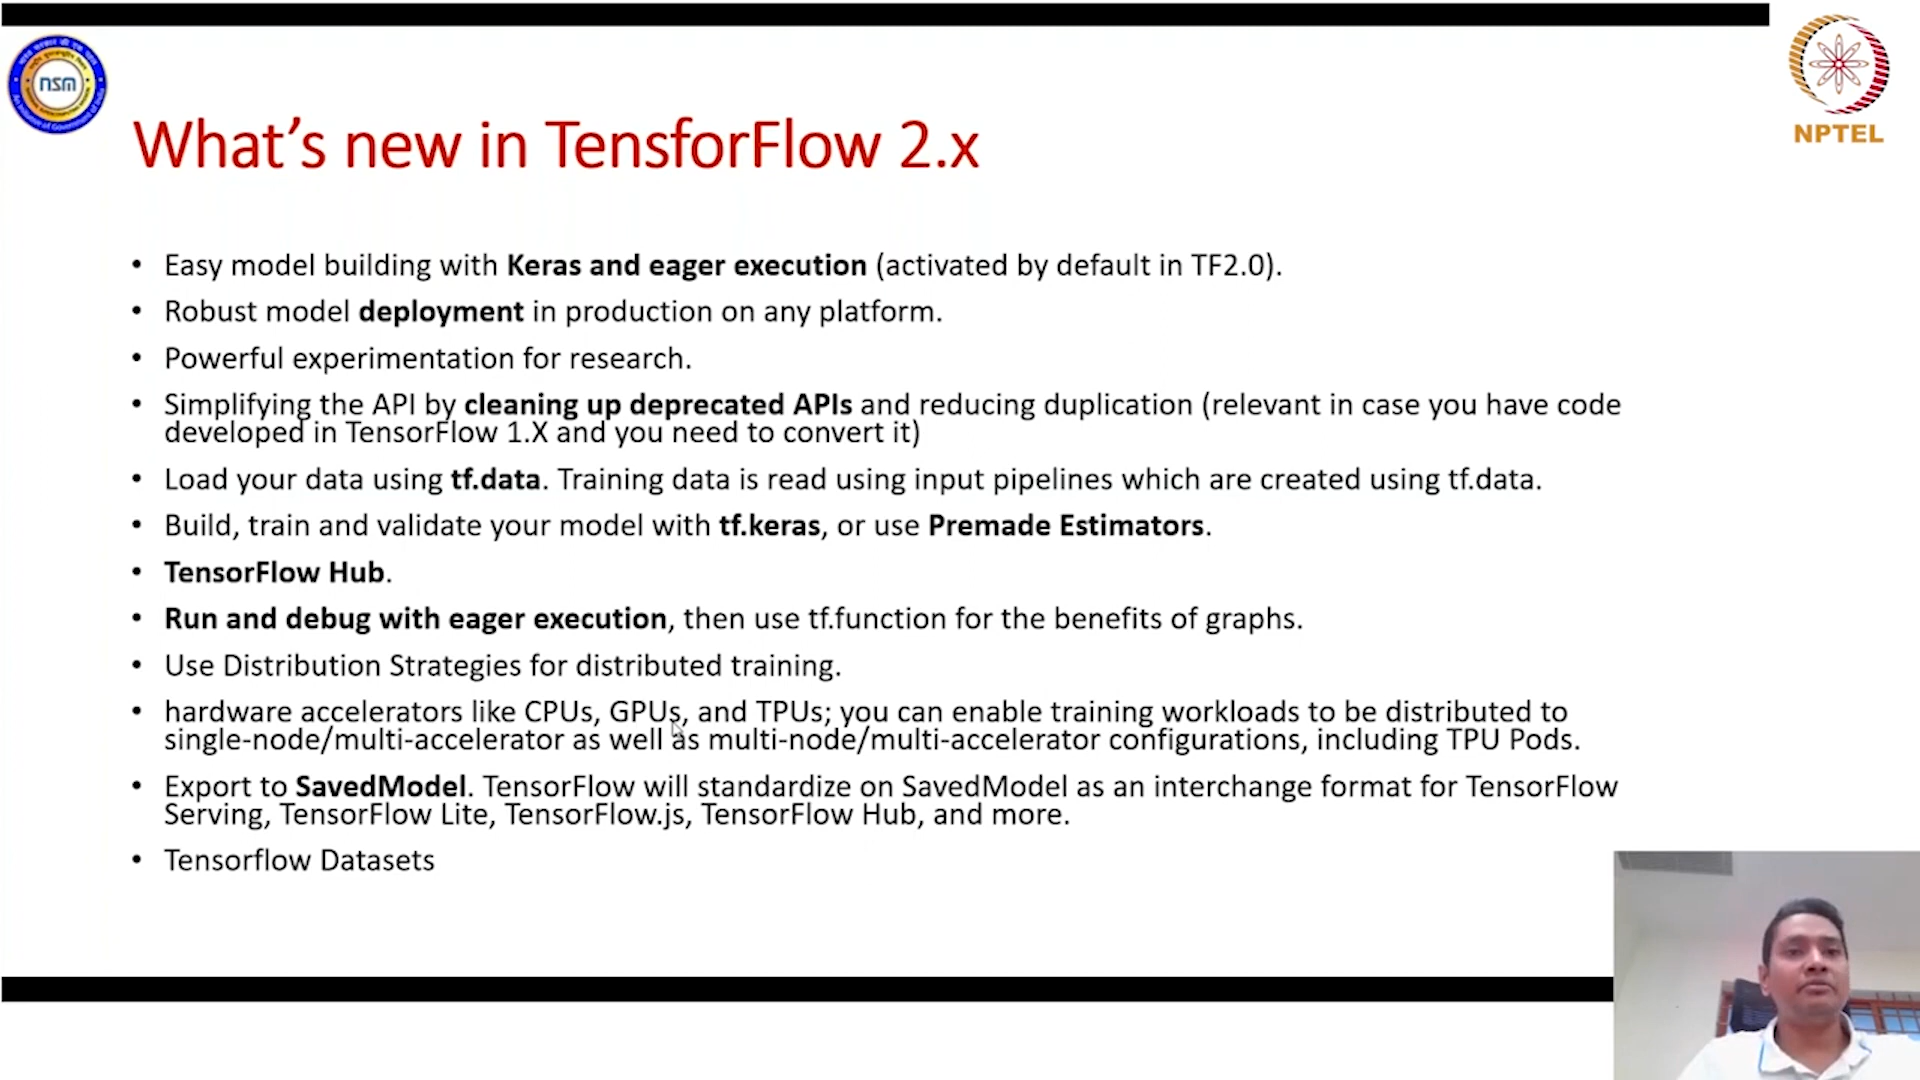 nsm
NPTEL
What's new in TensforFlow 2.x
• Easy model building with Keras and eager execution (activated by default in TF2.0).
• Robust model deployment in production on any platform.
• Powerful experimentation for research.
• Simplifying the API by cleaning up deprecated APIs and reducing duplication (relevant in case you have code
developed in TensorFlow 1.X and you need to convert it)
• Load your data using tf.data. Training data is read using input pipelines which are created using tf.data.
• Build, train and validate your model with tf.keras, or use Premade Estimators.
• TensorFlow Hub.
• Run and debug with eager execution, then use tf.function for the benefits of graphs.
• Use Distribution Strategies for distributed training.
• hardware accelerators like CPUs, GPUs, and TPUs; you can enable training workloads to be distributed to
single-node/multi-accelerator as well as multi-node/multi-accelerator configurations, including TPU Pods.
• Export to SavedModel. TensorFlow will standardize on SavedModel as an interchange format for TensorFlow
Serving, TensorFlow Lite, TensorFlow.js, TensorFlow Hub, and more.
• Tensorflow Datasets